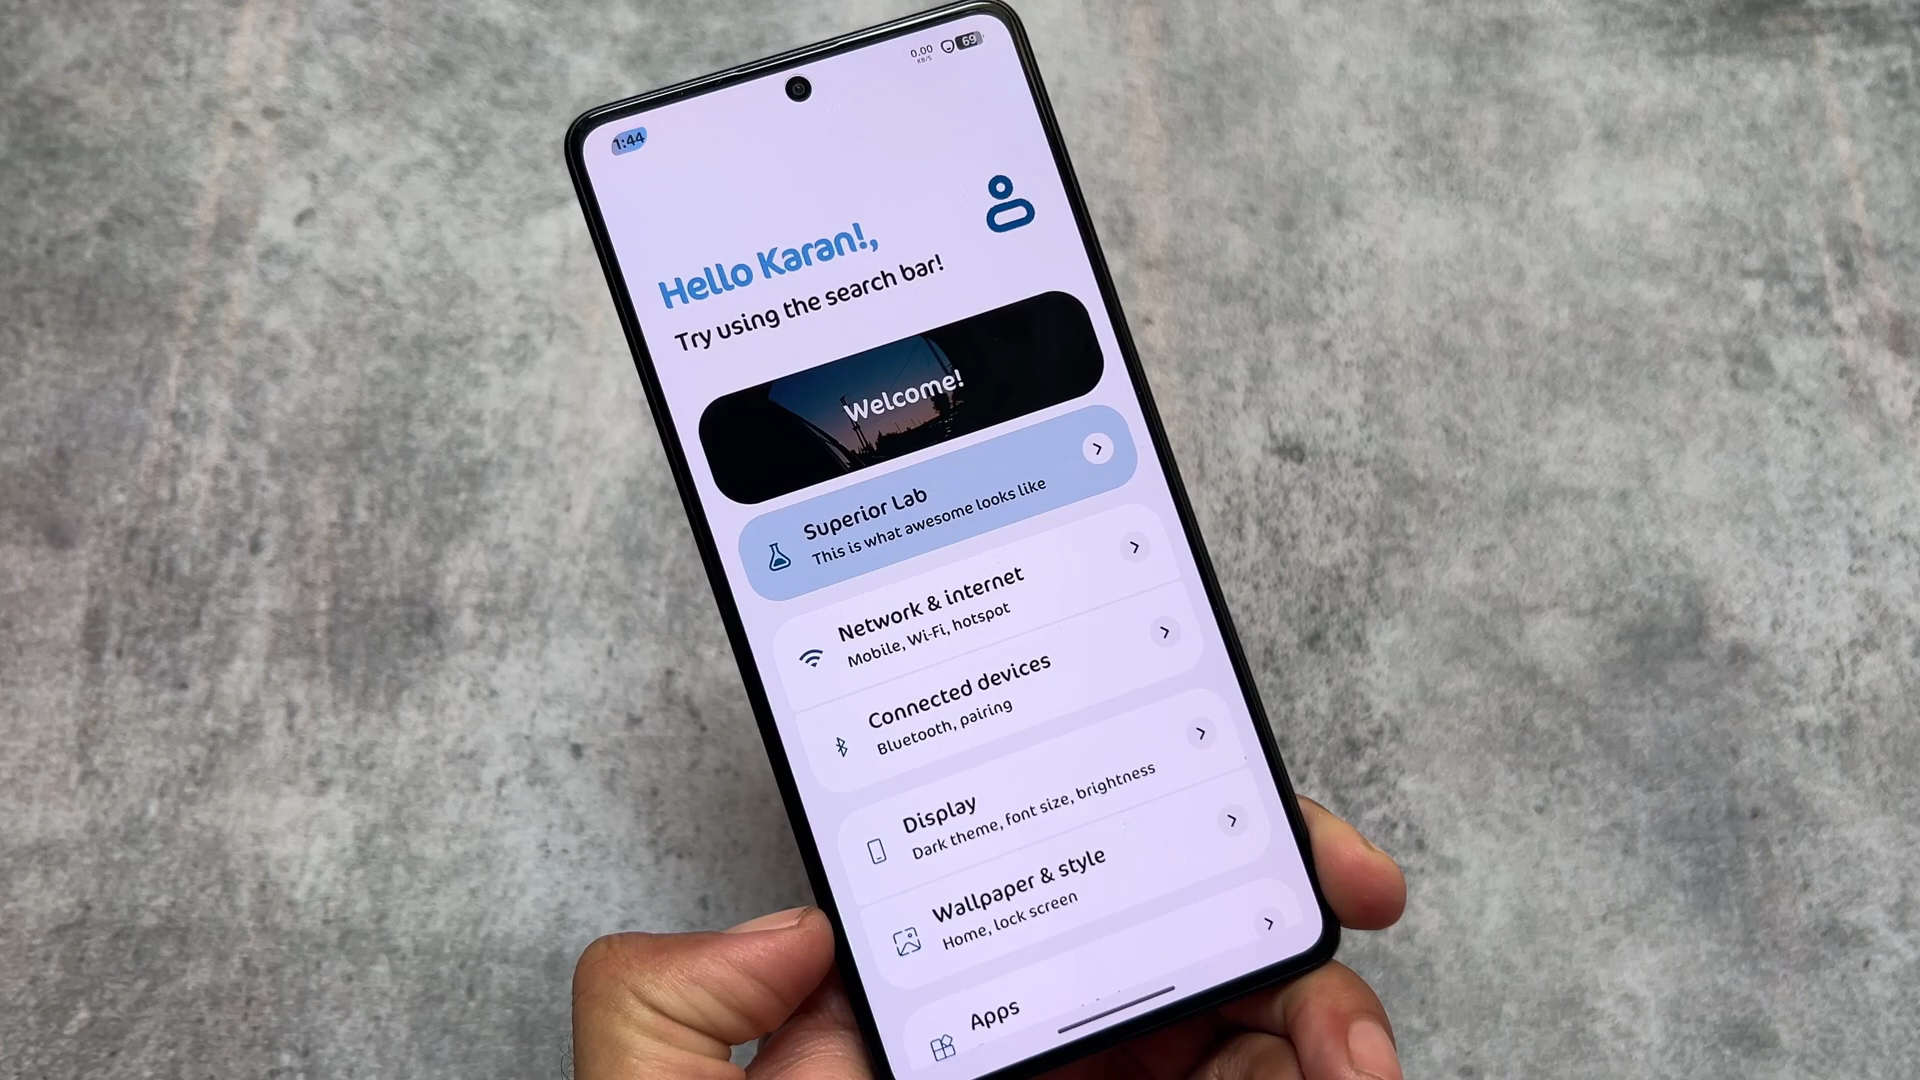 0.00
KB/S
69
1:44
Hello Karan!,
Try using the search bar!
Welcome!
Superior Lab
This is what awesome looks like
Network & internet
Mobile, Wi-Fi, hotspot
Connected devices
Bluetooth, pairing
Display
Dark theme, font size, brightness
Wallpaper & style
Home, lock screen
Apps